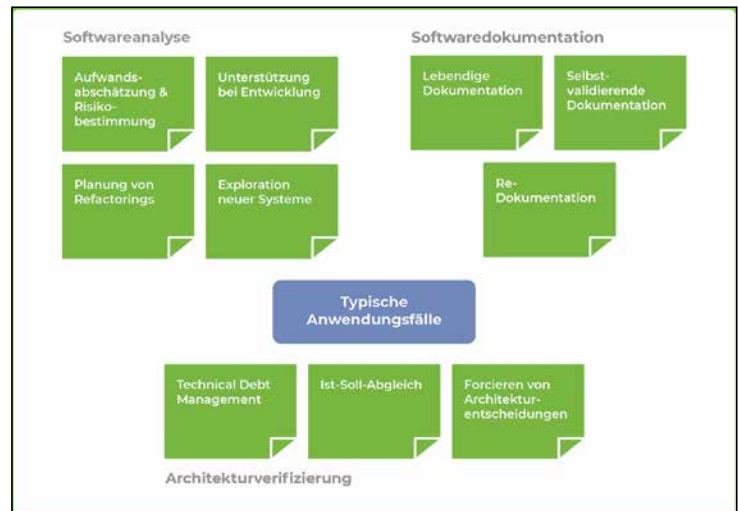 Softwareanalyse
Aufwands-
abschätzung &
Risiko-
bestimmung
Unterstützung
bei Entwicklung
Planung von
Refactorings
Exploration
neuer Systeme
Softwaredokumentation
Lebendige
Dokumentation
Selbst-
validierende
Dokumentation
Re-
Dokumentation
Typische
Anwendungsfälle
Technical Debt
Management
Ist-Soll-Abgleich
Forcieren von
Architektur-
entscheidungen
Architekturverifizierung